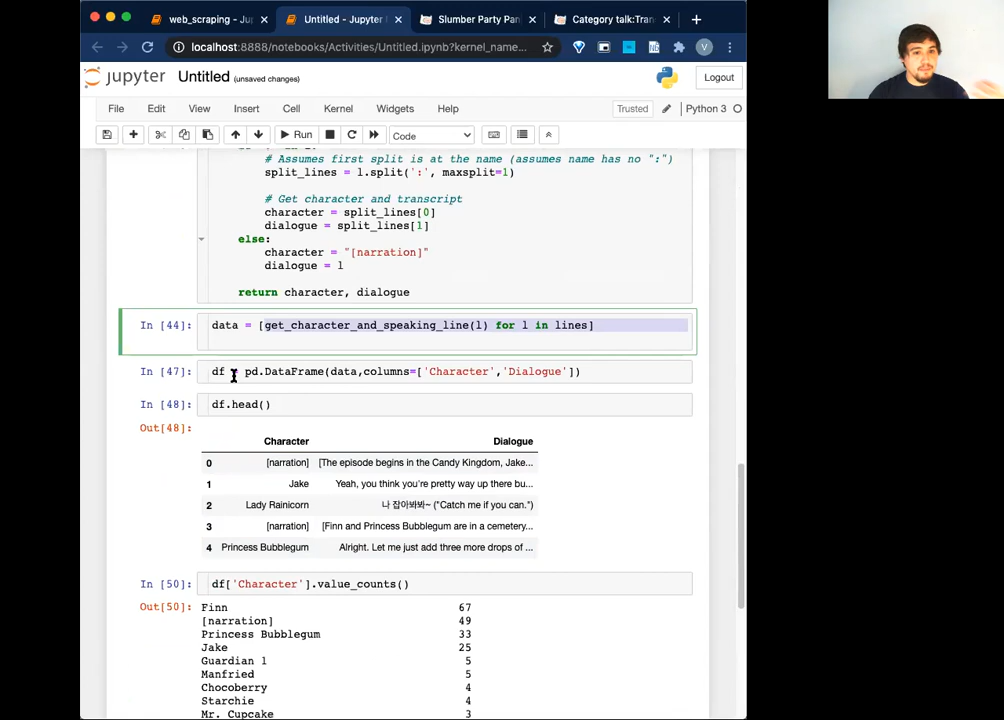 web_scraping - Ju
Untitled - Jupyter
Slumber Party Pan
Category talk:Tran
localhost:8888/notebooks/Activities/Untitled.ipynb?kernel_name...
V
jupyter Untitled (unsaved changes)
Logout
File Edit View Insert Cell Kernel Widgets Help
Trusted Python 3
Run Code
# Assumes first split is at the name (assumes name has no ":")
split_lines = l.split(':', maxsplit=1)
# Get character and transcript
character = split_lines[0]
dialogue = split_lines[1]
else:
character = "[narration]"
dialogue = l
return character, dialogue
In [44]: data = [get_character_and_speaking_line(l) for l in lines]
In [47]: df = pd.DataFrame(data,columns=['Character','Dialogue'])
In [48]: df.head()
Out[48]:
Character Dialogue
0 [narration] [The episode begins in the Candy Kingdom, Jake...
1 Jake Yeah, you think you're pretty way up there bu...
2 Lady Rainicorn 나 잡아봐봐~ ("Catch me if you can.")
3 [narration] [Finn and Princess Bubblegum are in a cemetery...
4 Princess Bubblegum Alright. Let me just add three more drops of ...
In [50]: df['Character'].value_counts()
Out[50]: Finn 67
[narration] 49
Princess Bubblegum 33
Jake 25
Guardian 1 5
Manfried 5
Chocoberry 4
Starchie 4
Mr. Cupcake 3